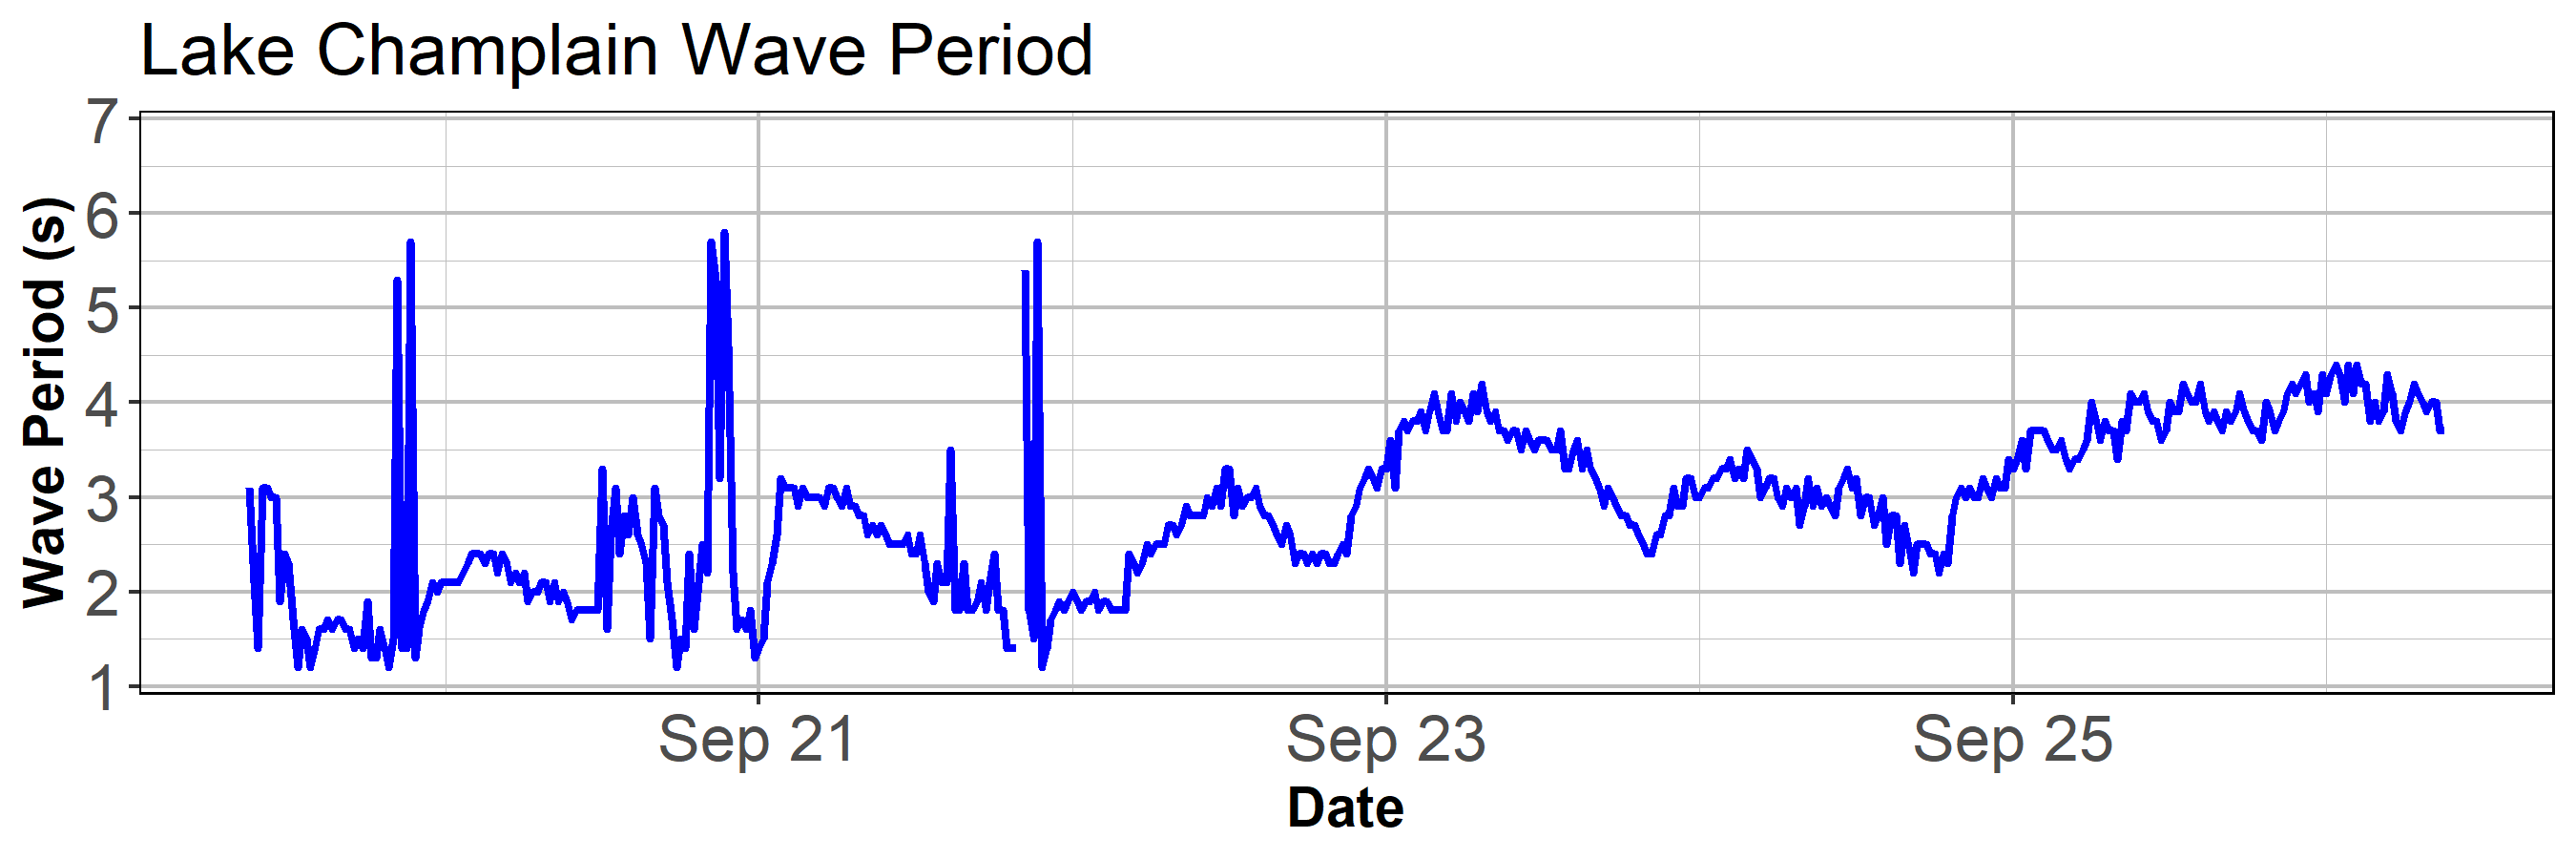 Lake Champlain Wave Period
Wave Period (s)
7
6
5
4
3
2
1
Sep 21
Sep 23
Sep 25
Date